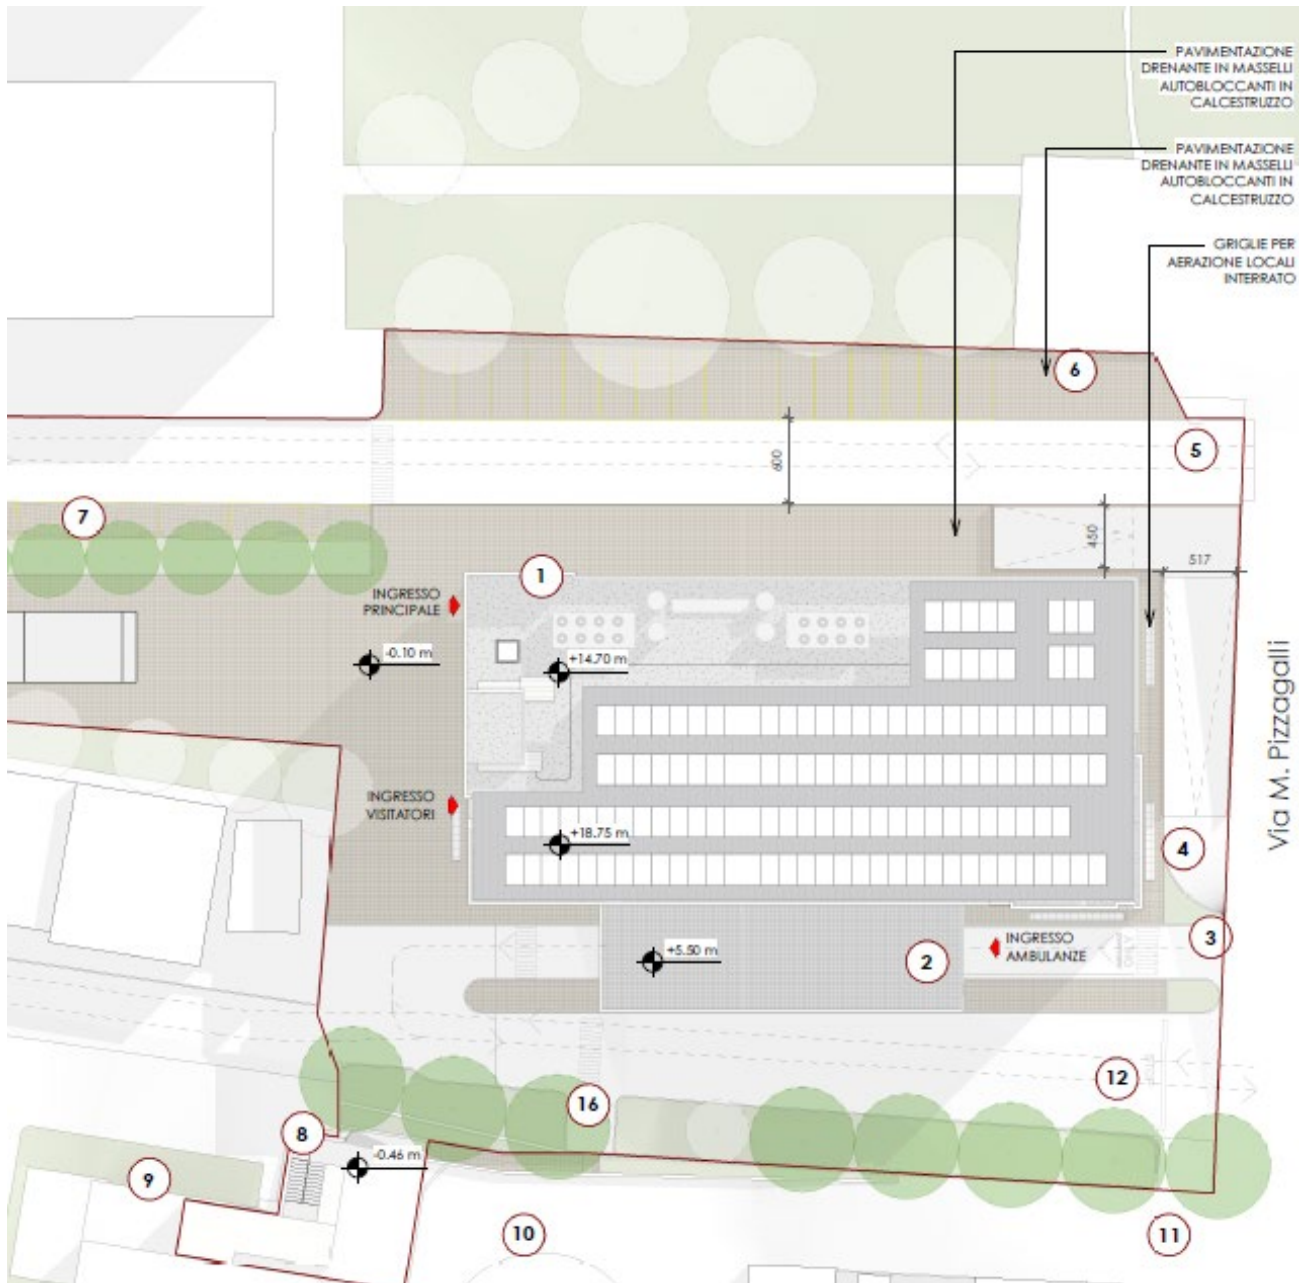 PAVIMENTAZIONE
DRENANTE IN MASSELLI
AUTOBLOCCANTI IN
CALCESTRUZZO
PAVIMENTAZIONE
DRENANTE IN MASSELLI
AUTOBLOCCANTI IN
CALCESTRUZZO
GRIGLIE PER
AERAZIONE LOCALI
INTERRATO
6
5
600
7
450
517
1
INGRESSO
PRINCIPALE
-0.10 m
+14.70 m
Via M. Pizzagalli
INGRESSO
VISITATORI
+18.75 m
4
3
+5.50 m
2
INGRESSO
AMBULANZE
ONLY
12
16
8
-0.46 m
9
10
11